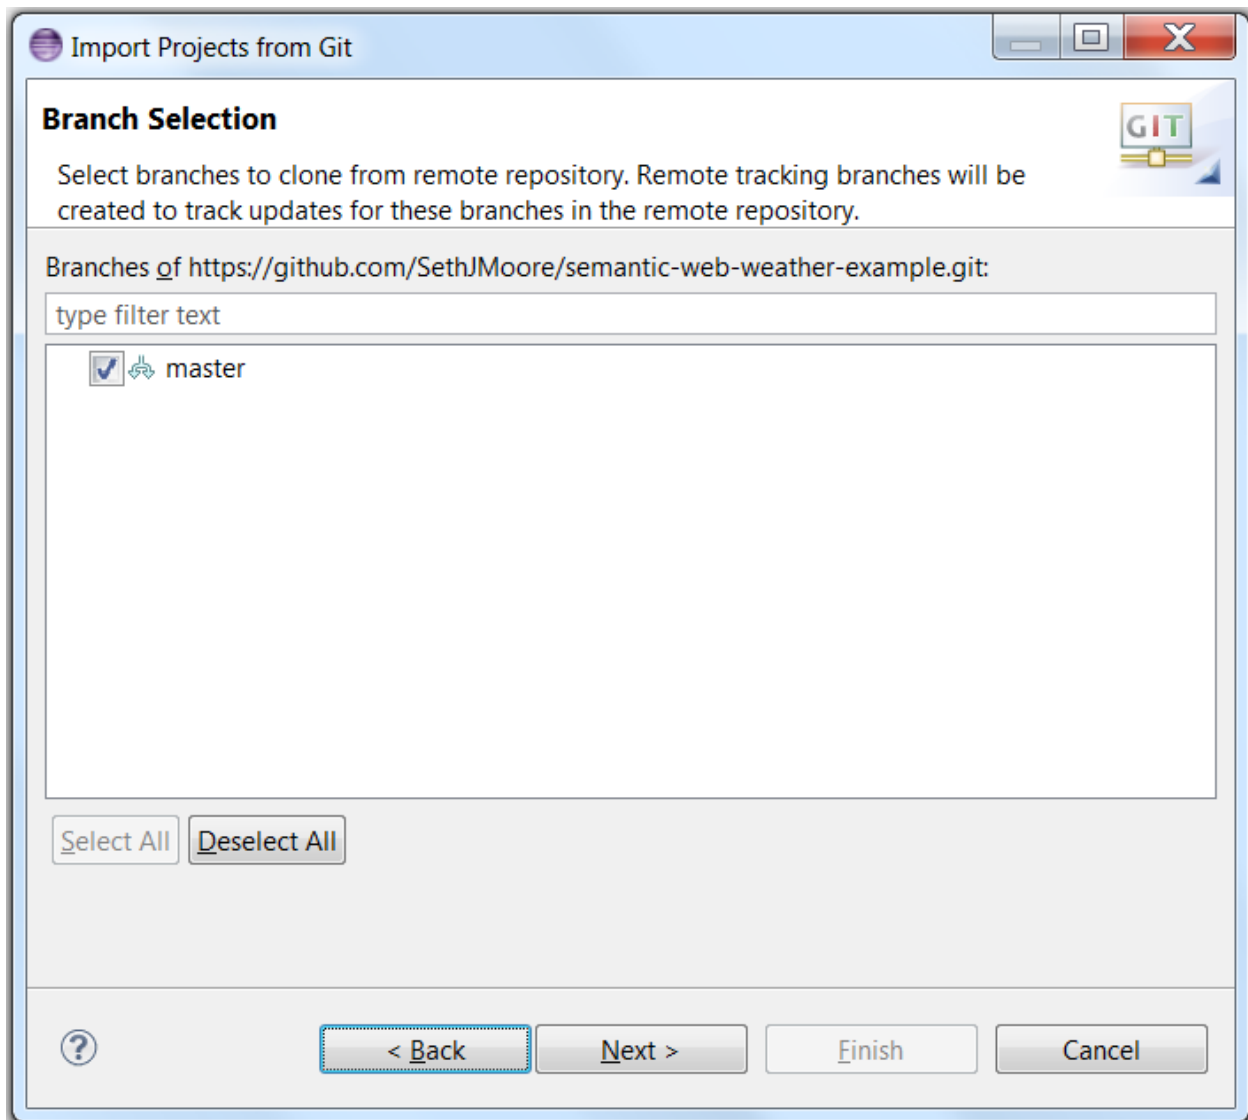 Import Projects from Git
Branch Selection
GIT
Select branches to clone from remote repository. Remote tracking branches will be
created to track updates for these branches in the remote repository.
Branches of https://github.com/SethJMoore/semantic-web-weather-example.git:
type filter text
master
Select All
Deselect All
?
< Back
Next >
Finish
Cancel